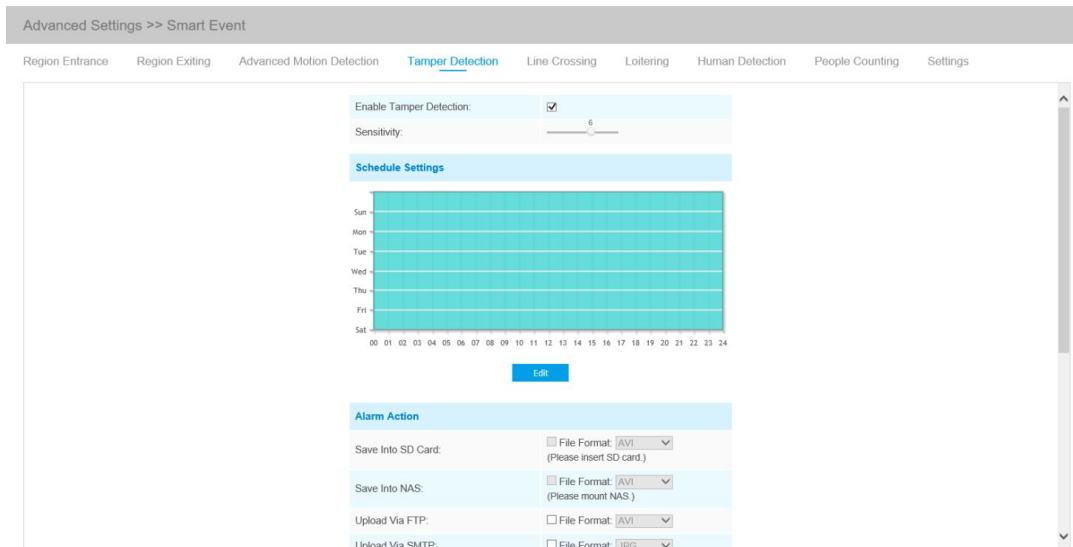 Advanced Settings >> Smart Event
Region Entrance Region Exiting Advanced Motion Detection Tamper Detection Line Crossing Loitering Human Detection People Counting Settings
Enable Tamper Detection:
Sensitivity: 6
Schedule Settings
Sun
Mon
Tue
Wed
Thu
Fri
Sat
00 01 02 03 04 05 06 07 08 09 10 11 12 13 14 15 16 17 18 19 20 21 22 23 24
Edit
Alarm Action
Save Into SD Card: File Format: AVI
(Please insert SD card.)
Save Into NAS: File Format: AVI
(Please mount NAS.)
Upload Via FTP: File Format: AVI
Upload Via SMTP: File Format: JPG